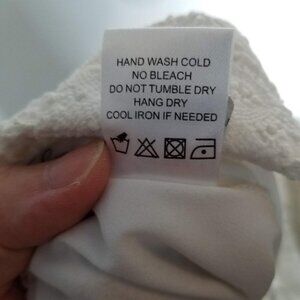 HAND WASH COLD
NO BLEACH
DO NOT TUMBLE DRY
HANG DRY
COOL IRON IF NEEDED